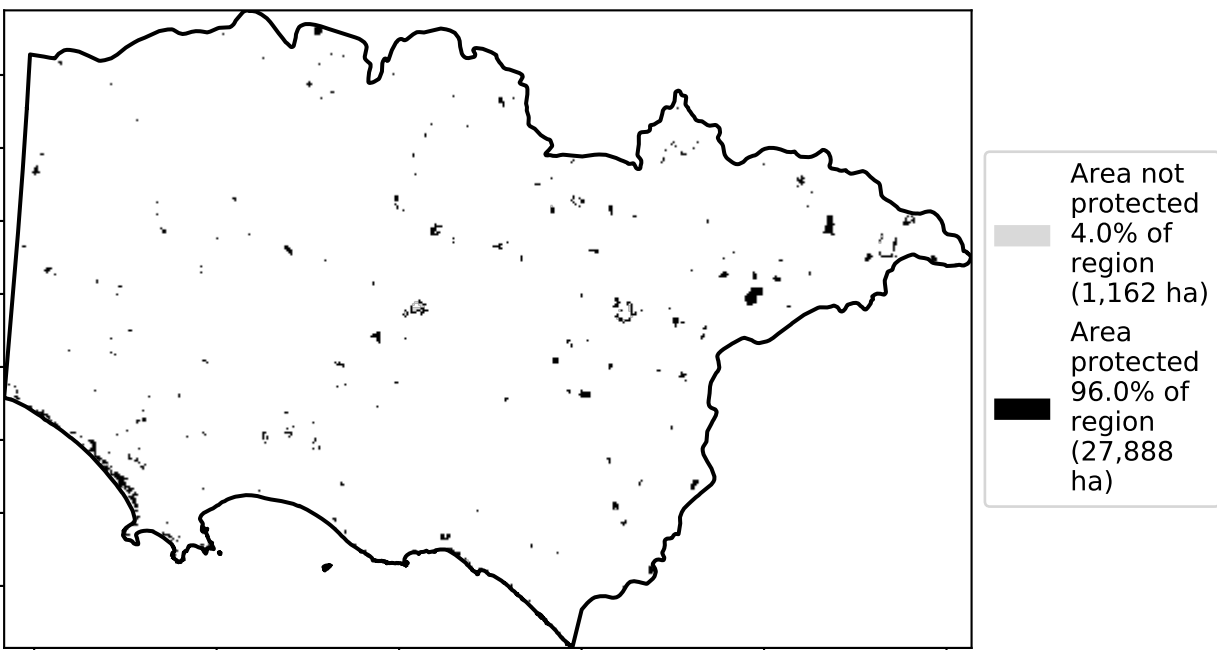 Area not
protected
4.0% of
region
(1,162 ha)
Area
protected
96.0% of
region
(27,888
ha)